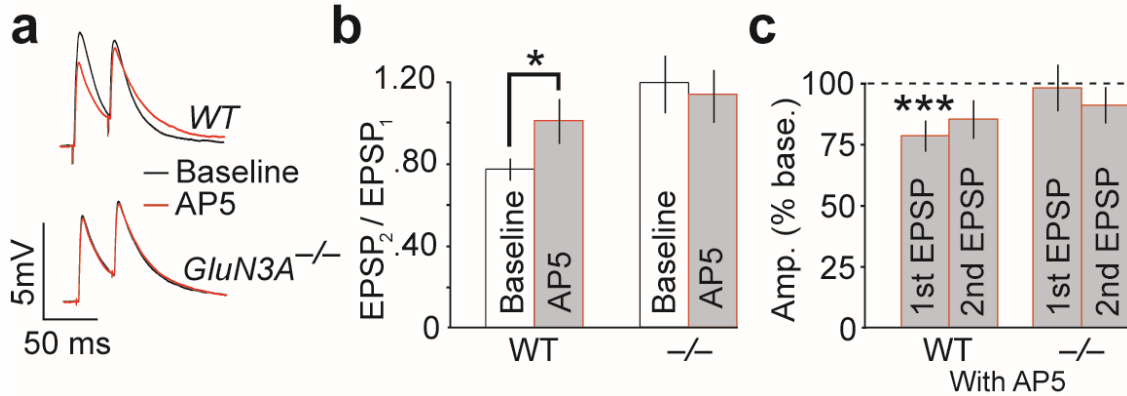 a
WT
Baseline
AP5
GluN3A–/–
5mV
50 ms
b
EPSP2 / EPSP1
1.20
.80
.40
0
*
Baseline
AP5
Baseline
AP5
WT
–/–
c
Amp. (% base.)
100
75
50
25
0
***
1st EPSP
2nd EPSP
1st EPSP
2nd EPSP
WT
–/–
With AP5